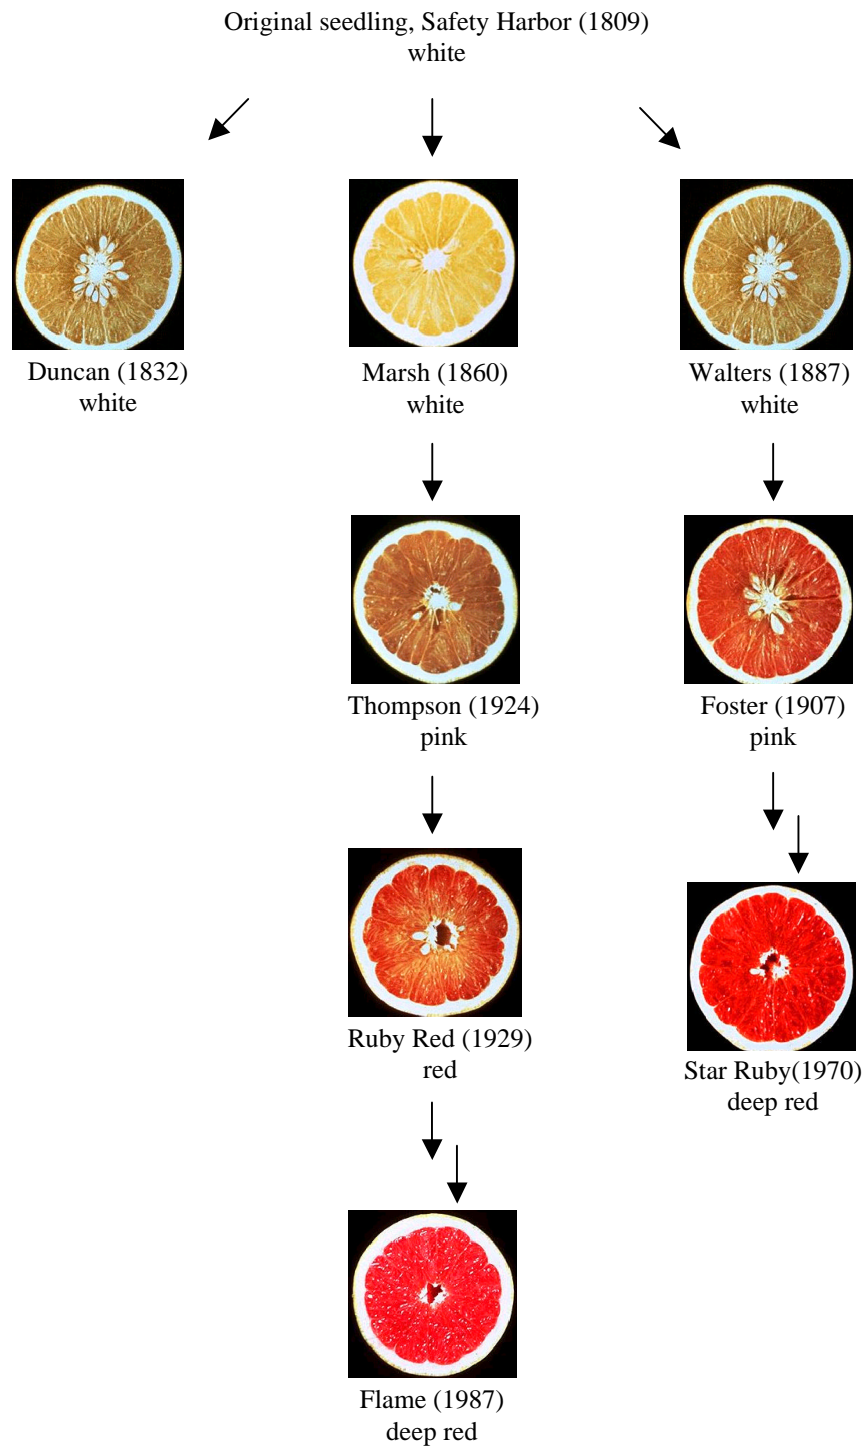 Original seedling, Safety Harbor (1809)
white
Duncan (1832)
white
Marsh (1860)
white
Walters (1887)
white
Thompson (1924)
pink
Foster (1907)
pink
Ruby Red (1929)
red
Star Ruby(1970)
deep red
Flame (1987)
deep red